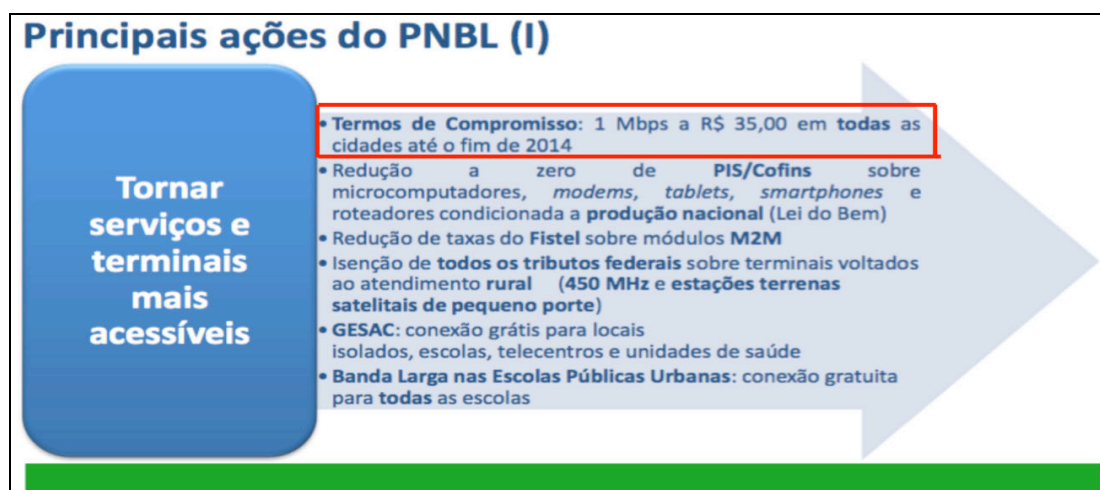 Principais ações do PNBL (I)
Tornar
serviços e
terminais
mais
acessíveis
• Termos de Compromisso: 1 Mbps a R$ 35,00 em todas as
cidades até o fim de 2014
• Redução a zero de PIS/Cofins sobre
microcomputadores, modems, tablets, smartphones e
roteadores condicionada a produção nacional (Lei do Bem)
• Redução de taxas do Fistel sobre módulos M2M
• Isenção de todos os tributos federais sobre terminais voltados
ao atendimento rural (450 MHz e estações terrenas
satelitais de pequeno porte)
• GESAC: conexão grátis para locais
isolados, escolas, telecentros e unidades de saúde
• Banda Larga nas Escolas Públicas Urbanas: conexão gratuita
para todas as escolas